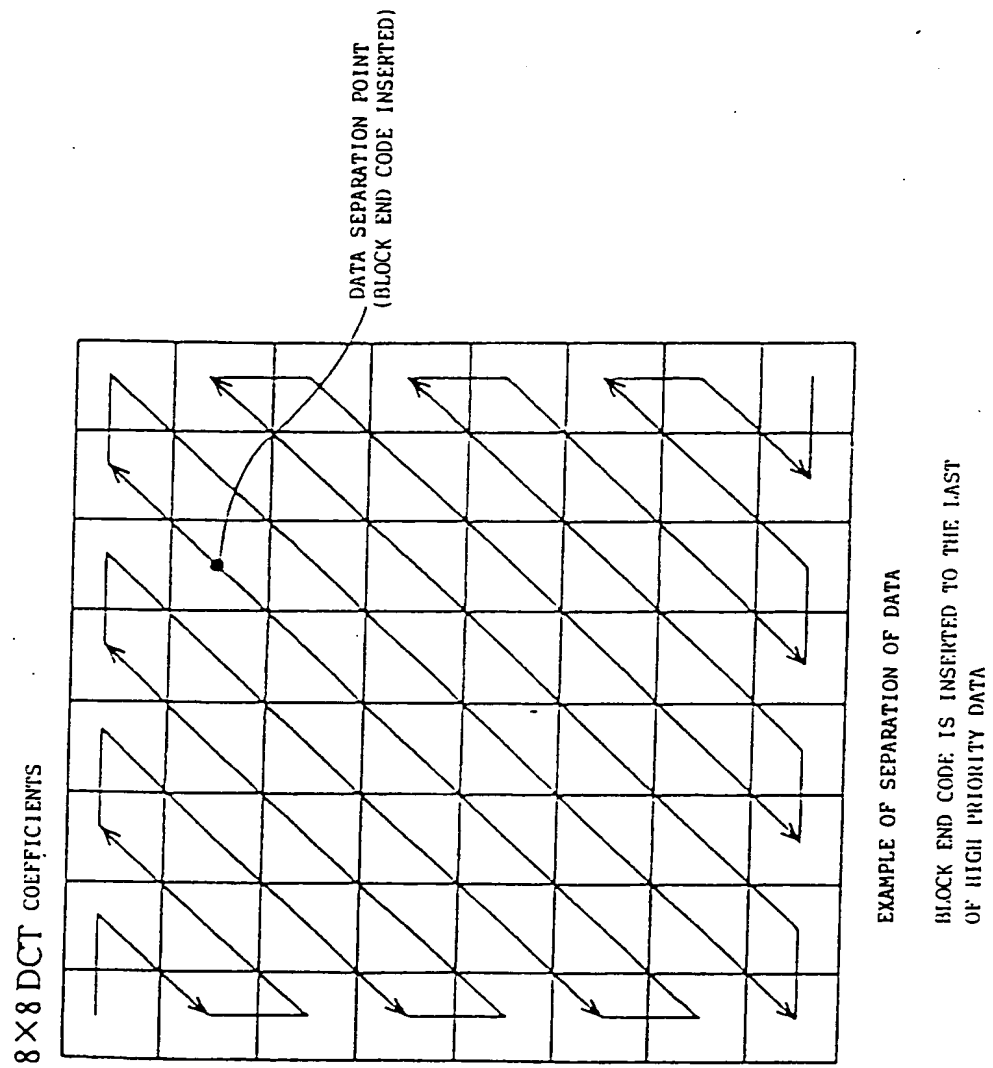 8×8 DCT COEFFICIENTS
DATA SEPARATION POINT
(BLOCK END CODE INSERTED)
EXAMPLE OF SEPARATION OF DATA
BLOCK END CODE IS INSERTED TO THE LAST
OF HIGH PRIORITY DATA